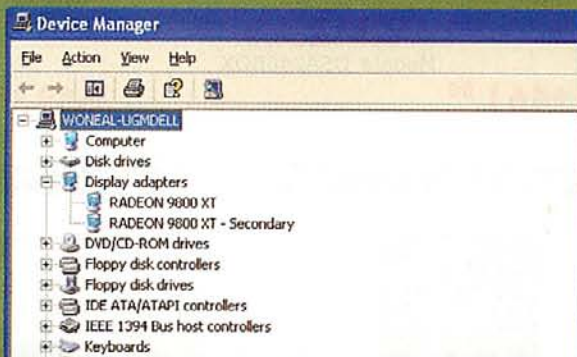 Device Manager
File Action View Help
WONEAL-UGMDELL
Computer
Disk drives
Display adapters
RADEON 9800 XT
RADEON 9800 XT - Secondary
DVD/CD-ROM drives
Floppy disk controllers
Floppy disk drives
IDE ATA/ATAPI controllers
IEEE 1394 Bus host controllers
Keyboards